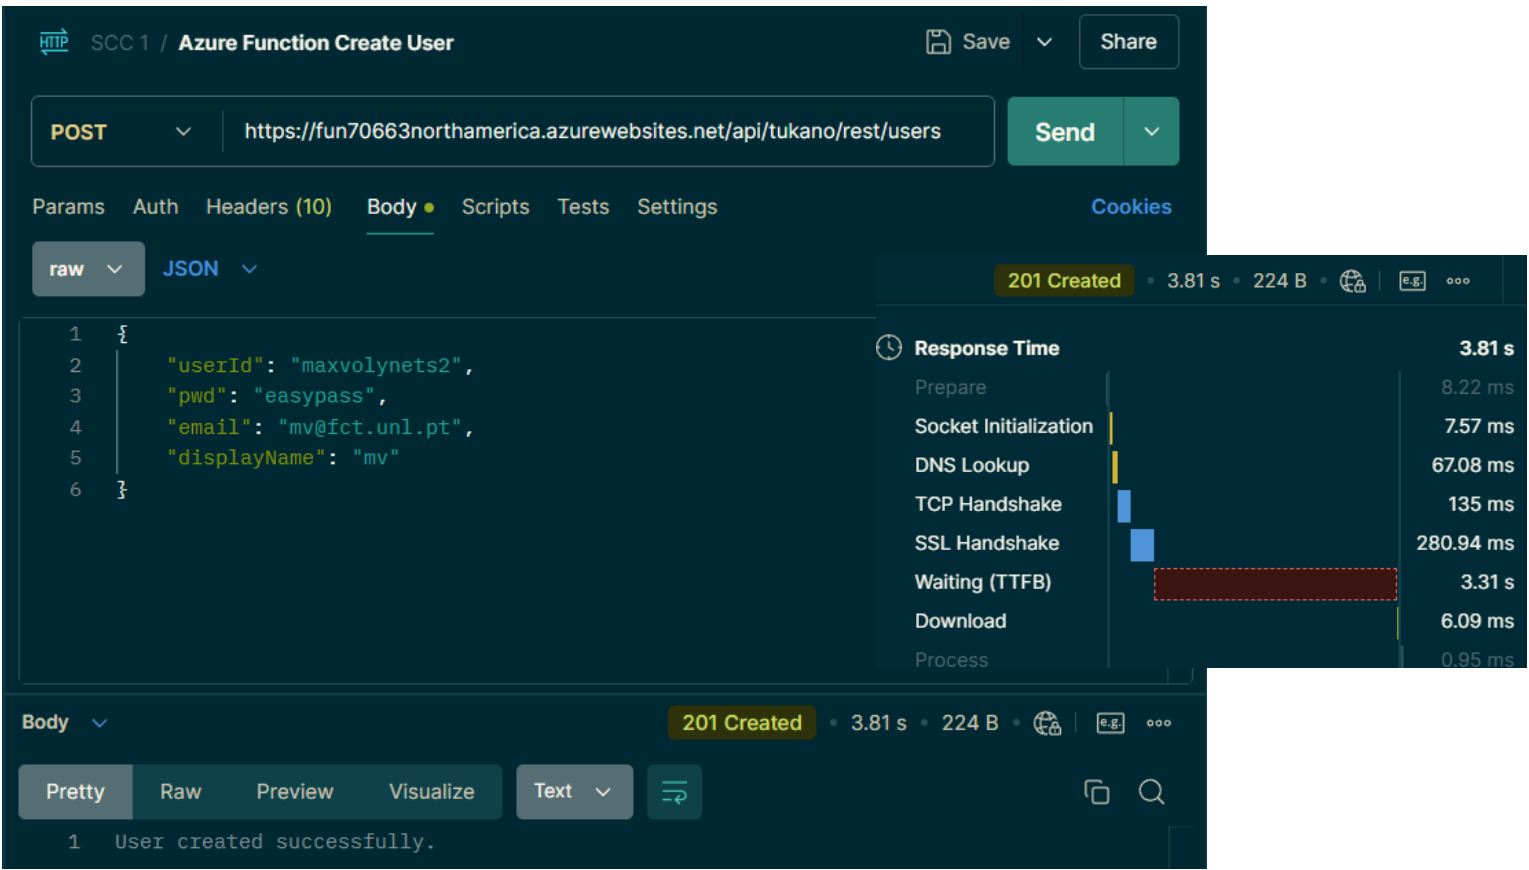 HTTP SCC 1 / Azure Function Create User Save Share
POST https://fun70663northamerica.azurewebsites.net/api/tukano/rest/users Send
Params Auth Headers (10) Body Scripts Tests Settings Cookies
raw JSON
1 {
2 "userId": "maxvolynets2",
3 "pwd": "easypass",
4 "email": "mv@fct.unl.pt",
5 "displayName": "mv"
6 }
201 Created • 3.81 s • 224 B • e.g.
Response Time 3.81 s
Prepare 8.22 ms
Socket Initialization 7.57 ms
DNS Lookup 67.08 ms
TCP Handshake 135 ms
SSL Handshake 280.94 ms
Waiting (TTFB) 3.31 s
Download 6.09 ms
Process 0.95 ms
Body 201 Created • 3.81 s • 224 B • e.g.
Pretty Raw Preview Visualize Text
1 User created successfully.